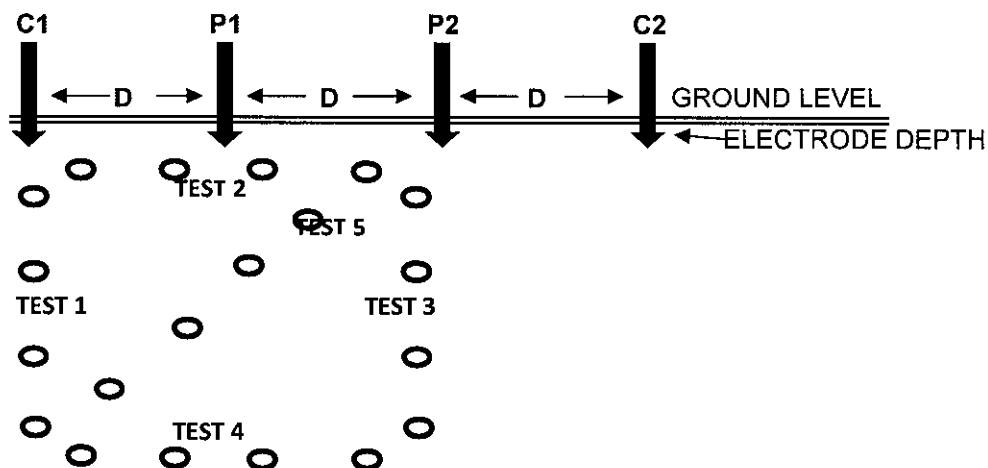 C1 P1 P2 C2
D D D
GROUND LEVEL
ELECTRODE DEPTH
TEST 2
TEST 5
TEST 1 TEST 3
TEST 4